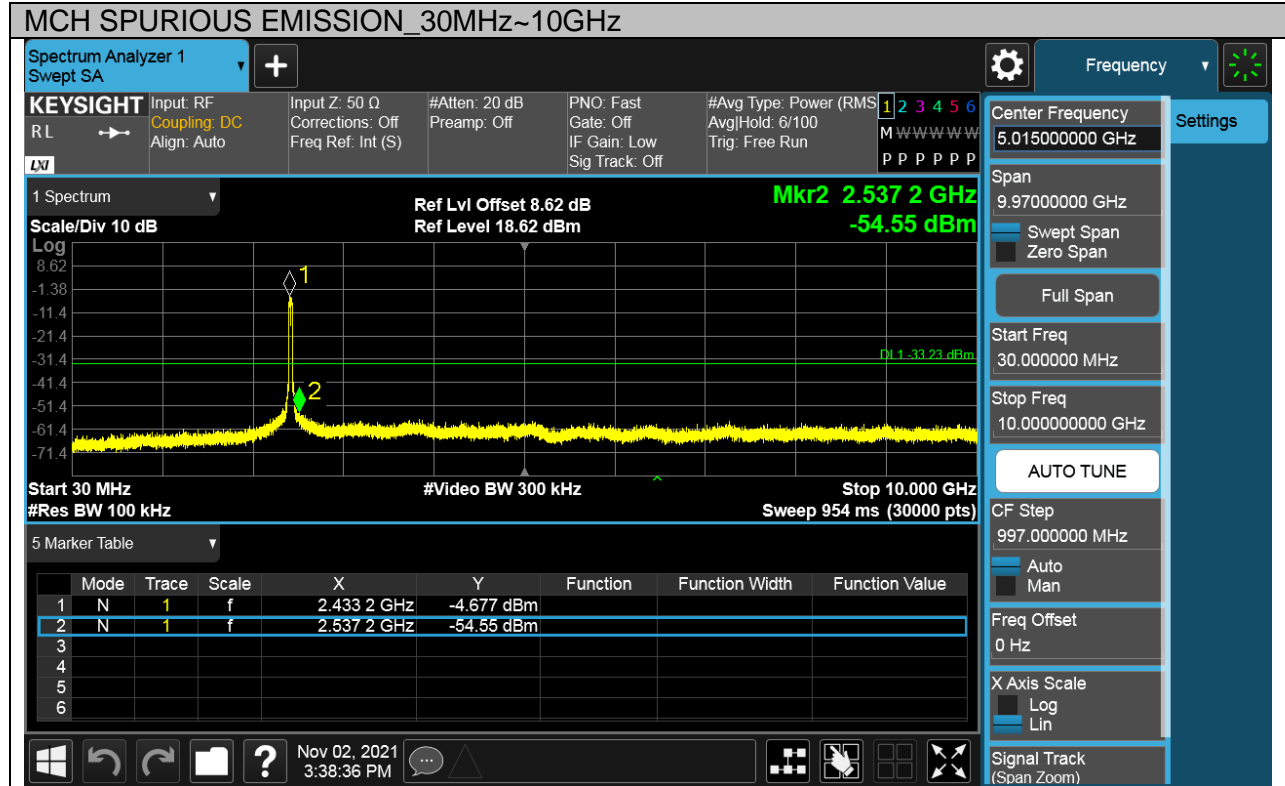 MCH SPURIOUS EMISSION_30MHz~10GHz
Spectrum Analyzer 1
Swept SA
+
Frequency
KEYSIGHT
RL
LXI
Input: RF
Coupling: DC
Align: Auto
Input Z: 50 Ω
Corrections: Off
Freq Ref: Int (S)
#Atten: 20 dB
Preamp: Off
PNO: Fast
Gate: Off
IF Gain: Low
Sig Track: Off
#Avg Type: Power (RMS
Avg|Hold: 6/100
Trig: Free Run
1 2 3 4 5 6
M W W W W W
P P P P P P
Center Frequency
5.015000000 GHz
Settings
1 Spectrum
Scale/Div 10 dB
Ref Lvl Offset 8.62 dB
Ref Level 18.62 dBm
Mkr2 2.537 2 GHz
-54.55 dBm
Log
8.62
-1.38
-11.4
-21.4
-31.4
-41.4
-51.4
-61.4
-71.4
1
2
DL1 -33.23 dBm
Start 30 MHz
#Res BW 100 kHz
#Video BW 300 kHz
Stop 10.000 GHz
Sweep 954 ms (30000 pts)
Span
9.97000000 GHz
Swept Span
Zero Span
Full Span
Start Freq
30.000000 MHz
Stop Freq
10.000000000 GHz
AUTO TUNE
CF Step
997.000000 MHz
Auto
Man
Freq Offset
0 Hz
X Axis Scale
Log
Lin
Signal Track
(Span Zoom)
5 Marker Table
Mode Trace Scale X Y Function Function Width Function Value
1 N 1 f 2.433 2 GHz -4.677 dBm
2 N 1 f 2.537 2 GHz -54.55 dBm
3
4
5
6
?
Nov 02, 2021
3:38:36 PM